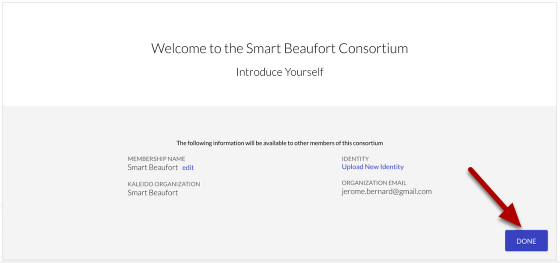 Welcome to the Smart Beaufort Consortium
Introduce Yourself
The following information will be available to other members of this consortium
MEMBERSHIP NAME
Smart Beaufort edit
KALEIDO ORGANIZATION
Smart Beaufort
IDENTITY
Upload New Identity
ORGANIZATION EMAIL
jerome.bernard@gmail.com
DONE